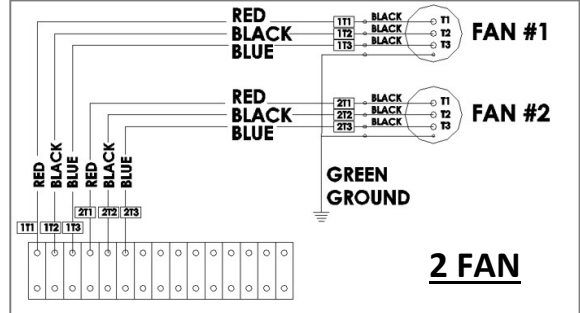 RED 1T1 BLACK T1
BLACK 1T2 BLACK T2 FAN #1
BLUE 1T3 BLACK T3
RED 2T1 BLACK T1
BLACK 2T2 BLACK T2 FAN #2
BLUE 2T3 BLACK T3
RED BLACK BLUE RED BLACK BLUE
GREEN
GROUND
2T1 2T2 2T3
1T1 1T2 1T3
2 FAN